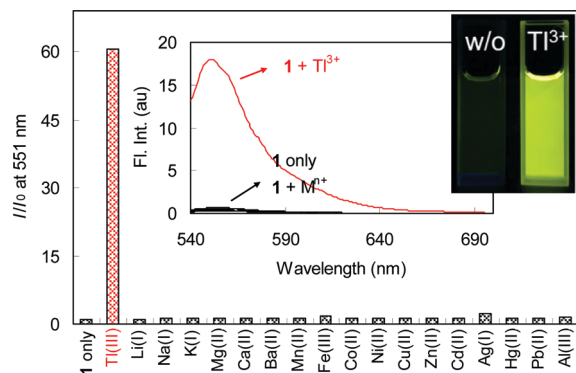 I/I0 at 551 nm
60
45
30
15
0
1 only
Tl(III)
Li(I)
Na(I)
K(I)
Mg(II)
Ca(II)
Ba(II)
Mn(II)
Fe(III)
Co(II)
Ni(II)
Cu(II)
Zn(II)
Cd(II)
Ag(I)
Hg(II)
Pb(II)
Al(III)
Fl. Int. (au)
20
15
10
5
0
1 + Tl³⁺
1 only
1 + Mⁿ⁺
540 590 640 690
Wavelength (nm)
w/o Tl³⁺